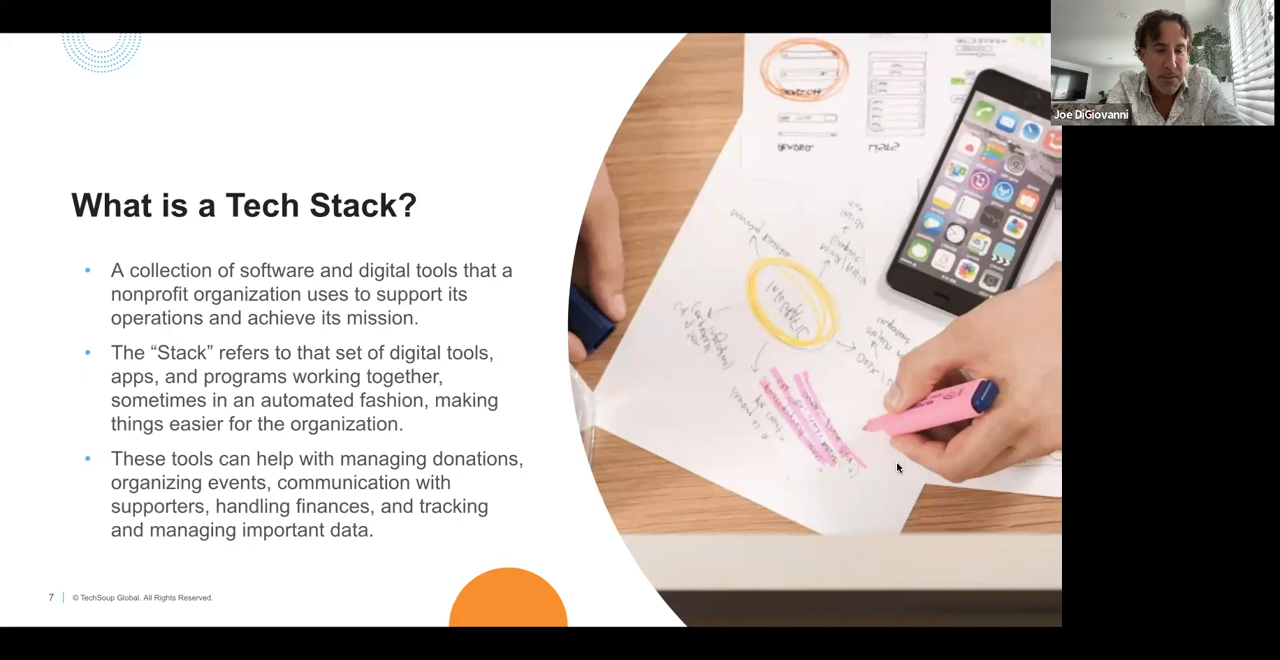 What is a Tech Stack?
• A collection of software and digital tools that a
nonprofit organization uses to support its
operations and achieve its mission.
• The “Stack” refers to that set of digital tools,
apps, and programs working together,
sometimes in an automated fashion, making
things easier for the organization.
• These tools can help with managing donations,
organizing events, communication with
supporters, handling finances, and tracking
and managing important data.
7
© TechSoup Global. All Rights Reserved.
Joe DiGiovanni